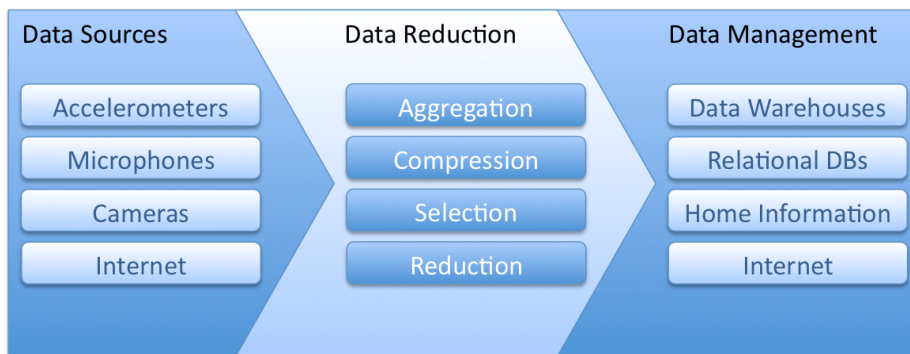 Data Sources
Accelerometers
Microphones
Cameras
Internet
Data Reduction
Aggregation
Compression
Selection
Reduction
Data Management
Data Warehouses
Relational DBs
Home Information
Internet